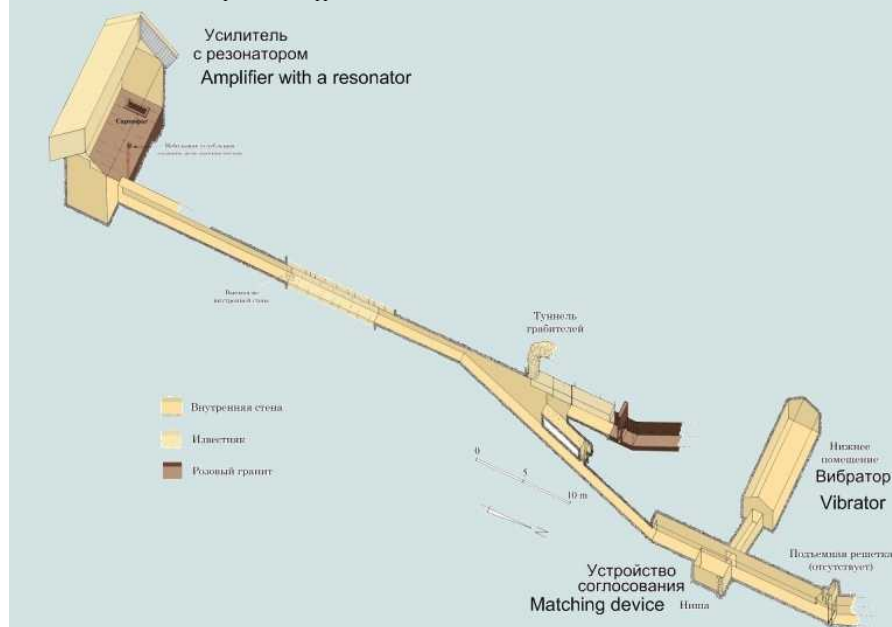 Усилитель
с резонатором
Amplifier with a resonator
Саркофаг
Туннель
грабителей
Внутренняя стена
Известняк
Розовый гранит
0
5
10 m
N
Нижнее
помещение
Вибратор
Vibrator
Подъемная решетка
(отсутствует)
Устройство
соглосования
Matching device
Ниша